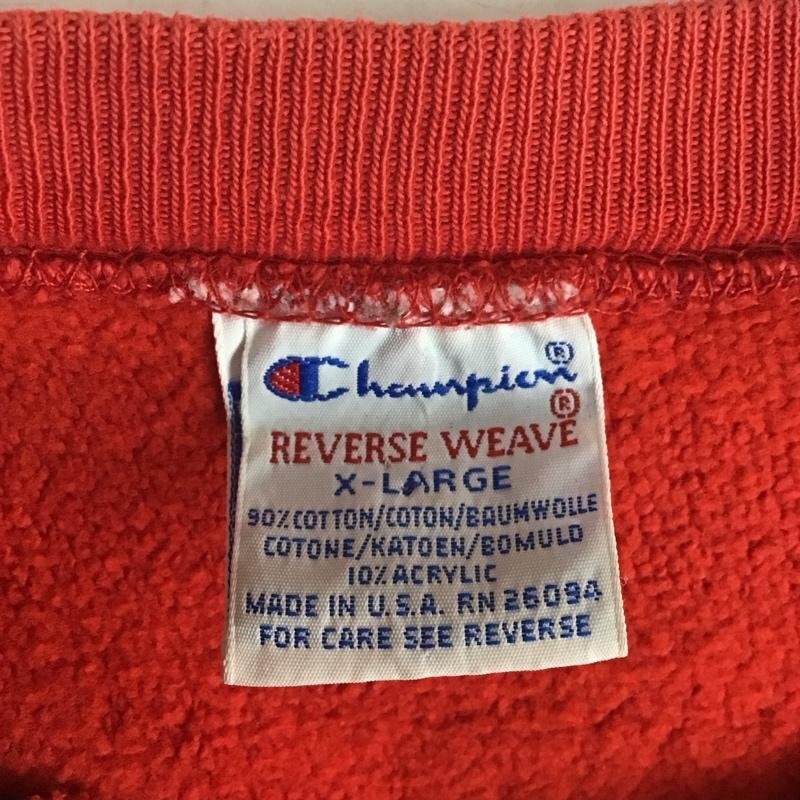 Champion®
REVERSE WEAVE®
X-LARGE
90% COTTON/COTON/BAUMWOLLE
COTONE/KATOEN/BOMULD
10% ACRYLIC
MADE IN U.S.A. RN 26094
FOR CARE SEE REVERSE